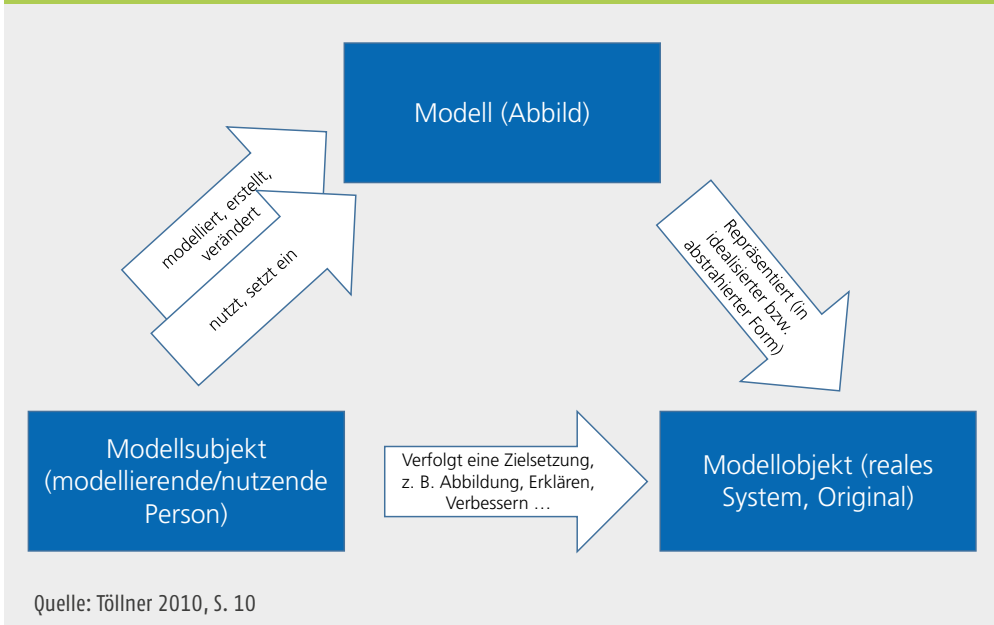 Modell (Abbild)
modelliert, erstellt,
verändert
nutzt, setzt ein
Repräsentiert (in
idealisierter bzw.
abstrahierter Form)
Modellsubjekt
(modellierende/nutzende
Person)
Verfolgt eine Zielsetzung,
z. B. Abbildung, Erklären,
Verbessern …
Modellobjekt (reales
System, Original)
Quelle: Töllner 2010, S. 10